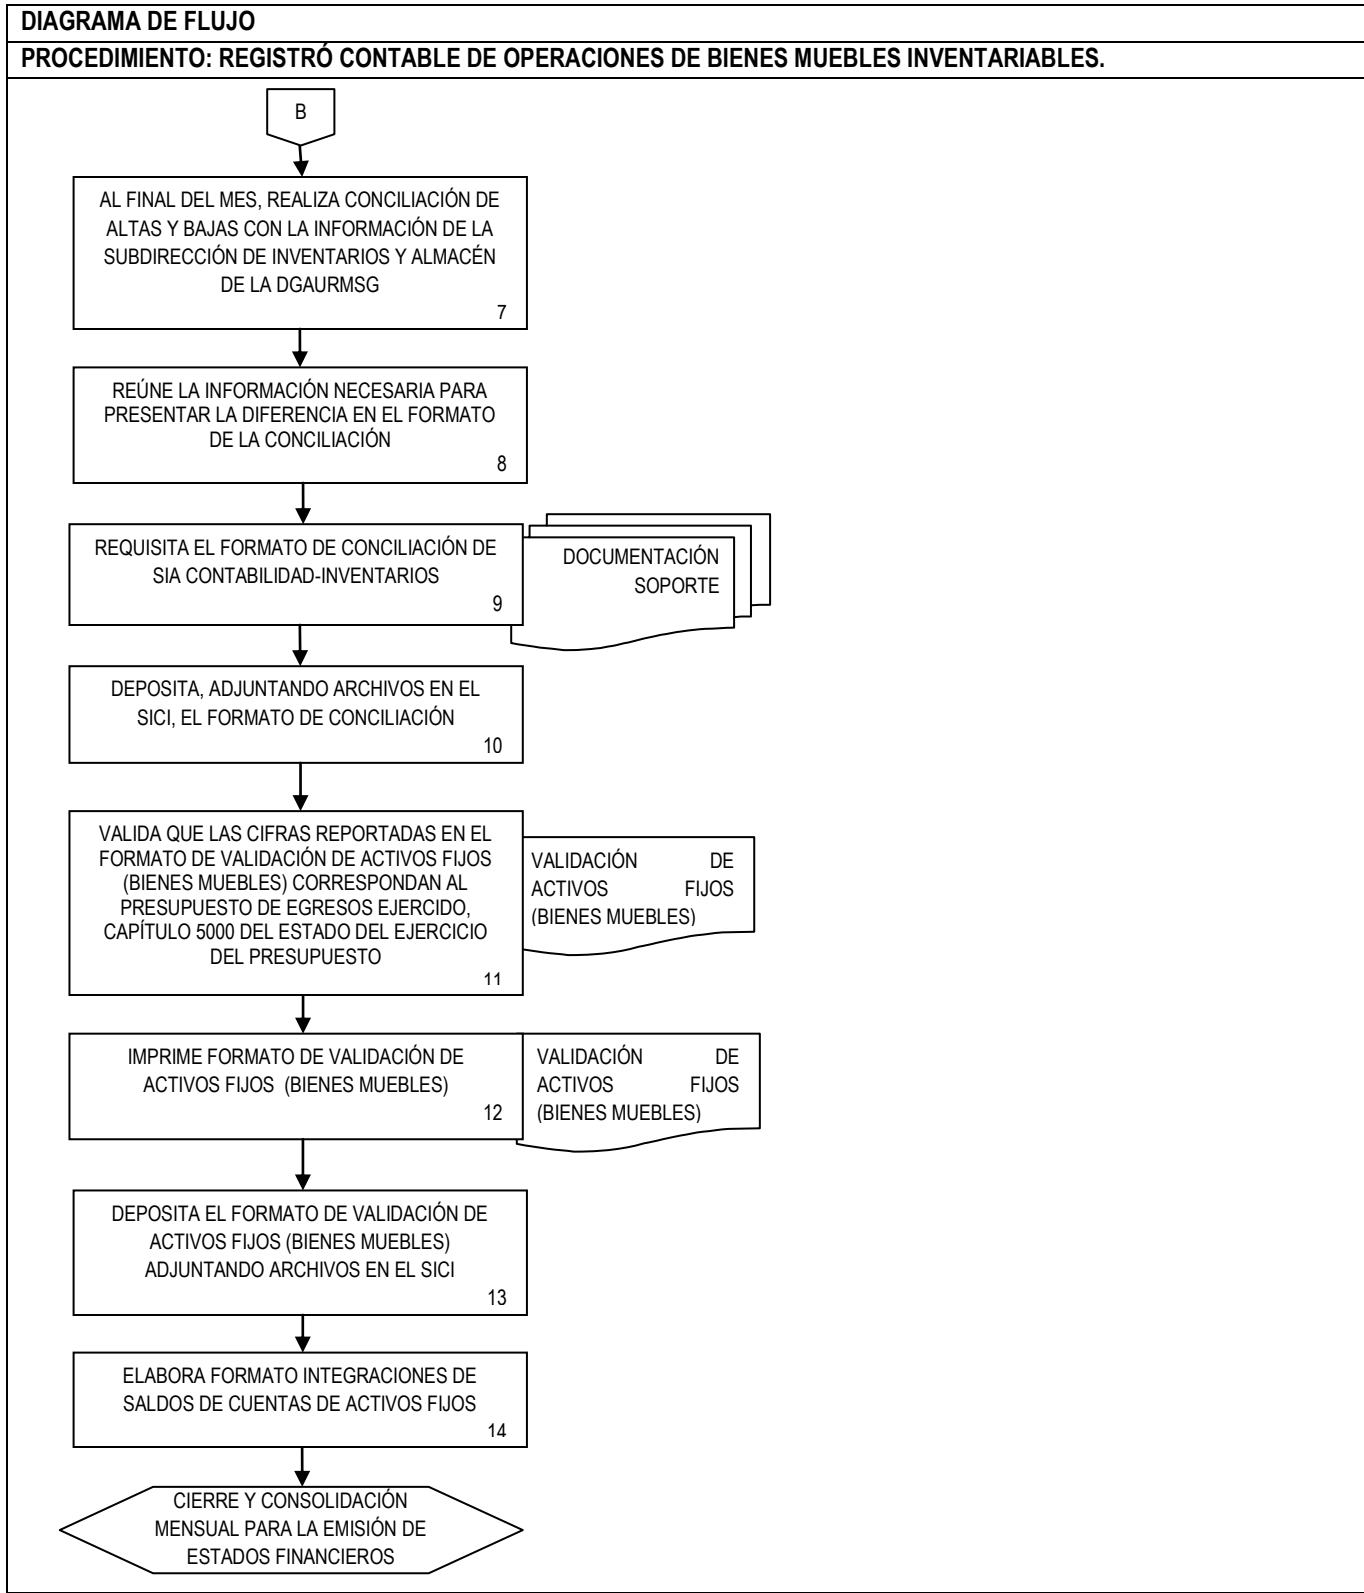 DIAGRAMA DE FLUJO
PROCEDIMIENTO: REGISTRÓ CONTABLE DE OPERACIONES DE BIENES MUEBLES INVENTARIABLES.
B
AL FINAL DEL MES, REALIZA CONCILIACIÓN DE
ALTAS Y BAJAS CON LA INFORMACIÓN DE LA
SUBDIRECCIÓN DE INVENTARIOS Y ALMACÉN
DE LA DGAURMSG
7
REÚNE LA INFORMACIÓN NECESARIA PARA
PRESENTAR LA DIFERENCIA EN EL FORMATO
DE LA CONCILIACIÓN
8
REQUISITA EL FORMATO DE CONCILIACIÓN DE
SIA CONTABILIDAD-INVENTARIOS
9
DOCUMENTACIÓN
SOPORTE
DEPOSITA, ADJUNTANDO ARCHIVOS EN EL
SICI, EL FORMATO DE CONCILIACIÓN
10
VALIDA QUE LAS CIFRAS REPORTADAS EN EL
FORMATO DE VALIDACIÓN DE ACTIVOS FIJOS
(BIENES MUEBLES) CORRESPONDAN AL
PRESUPUESTO DE EGRESOS EJERCIDO,
CAPÍTULO 5000 DEL ESTADO DEL EJERCICIO
DEL PRESUPUESTO
11
VALIDACIÓN DE
ACTIVOS FIJOS
(BIENES MUEBLES)
IMPRIME FORMATO DE VALIDACIÓN DE
ACTIVOS FIJOS (BIENES MUEBLES)
12
VALIDACIÓN DE
ACTIVOS FIJOS
(BIENES MUEBLES)
DEPOSITA EL FORMATO DE VALIDACIÓN DE
ACTIVOS FIJOS (BIENES MUEBLES)
ADJUNTANDO ARCHIVOS EN EL SICI
13
ELABORA FORMATO INTEGRACIONES DE
SALDOS DE CUENTAS DE ACTIVOS FIJOS
14
CIERRE Y CONSOLIDACIÓN
MENSUAL PARA LA EMISIÓN DE
ESTADOS FINANCIEROS